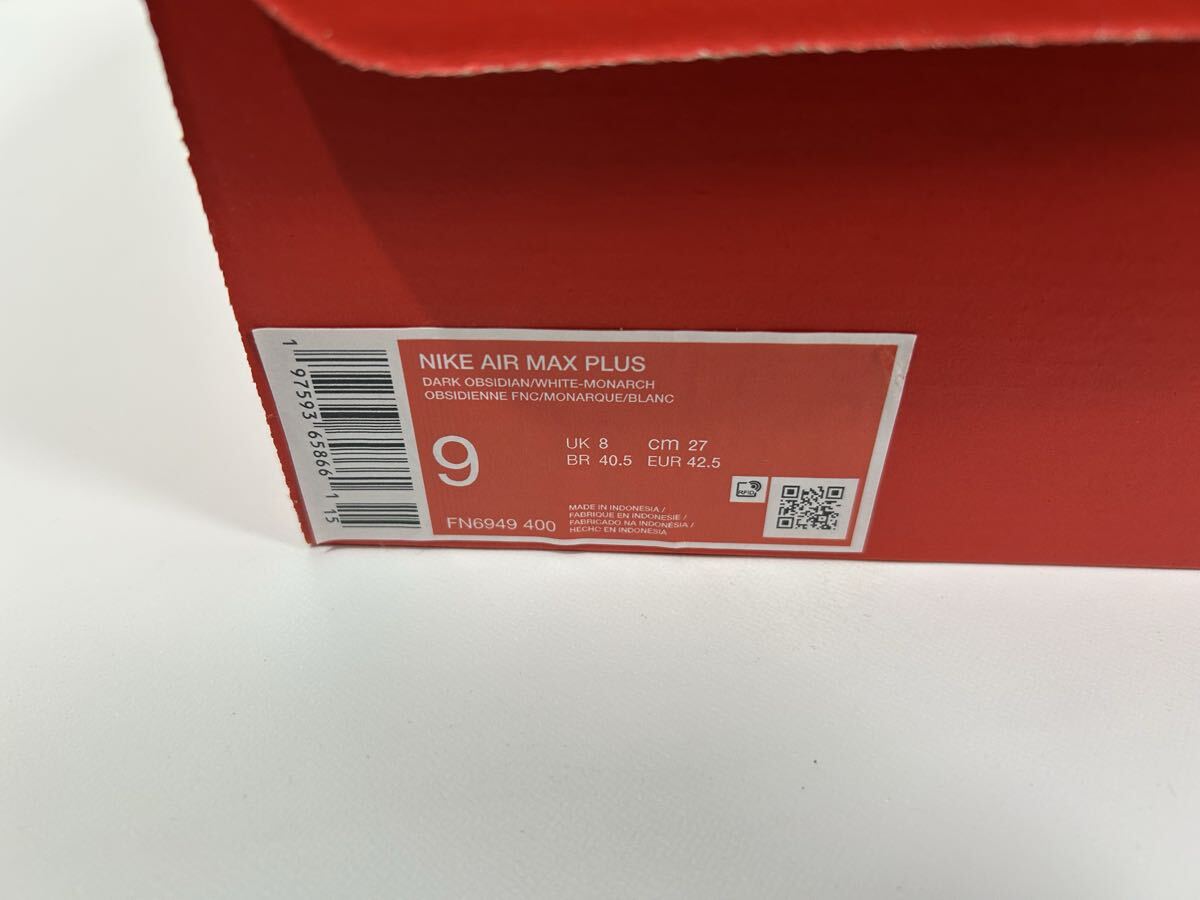 NIKE AIR MAX PLUS
DARK OBSIDIAN/WHITE-MONARCH
OBSIDIENNE FNC/MONARQUE/BLANC
9
UK 8 cm 27
BR 40.5 EUR 42.5
FN6949 400
MADE IN INDONESIA /
FABRIQUE EN INDONESIE /
FABRICADO NA INDONÉSIA /
HECHO EN INDONESIA
RFID
1 97593 65866 1 15